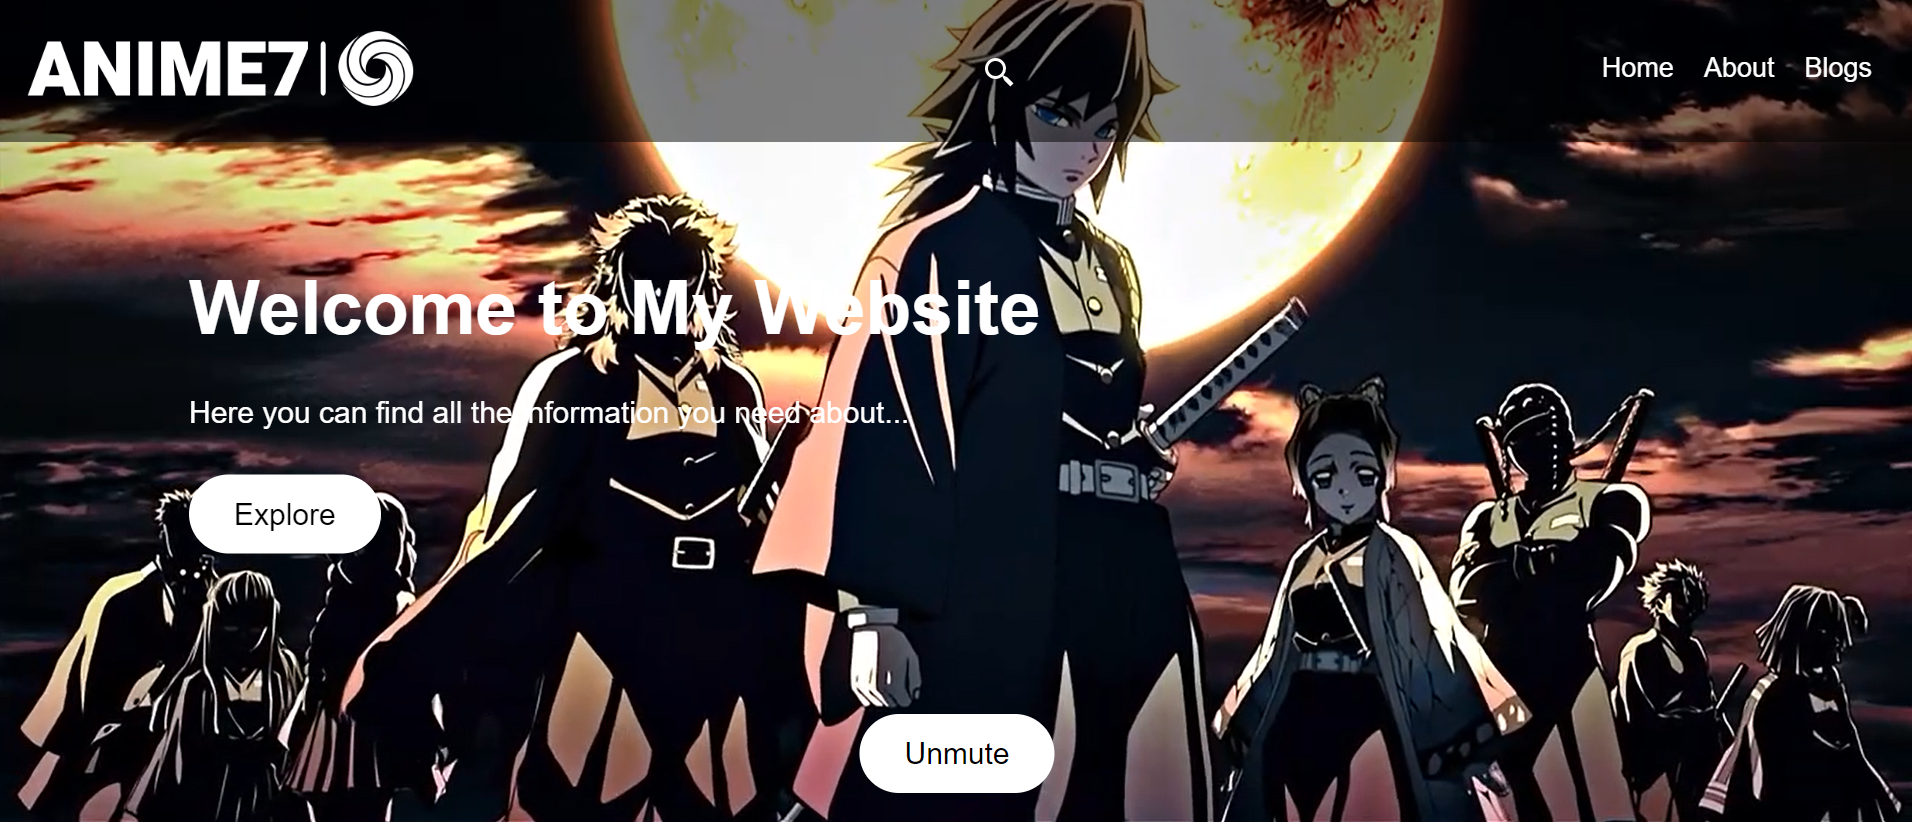 ANIME7
Home About Blogs
Welcome to My Website
Here you can find all the information you need about...
Explore
Unmute